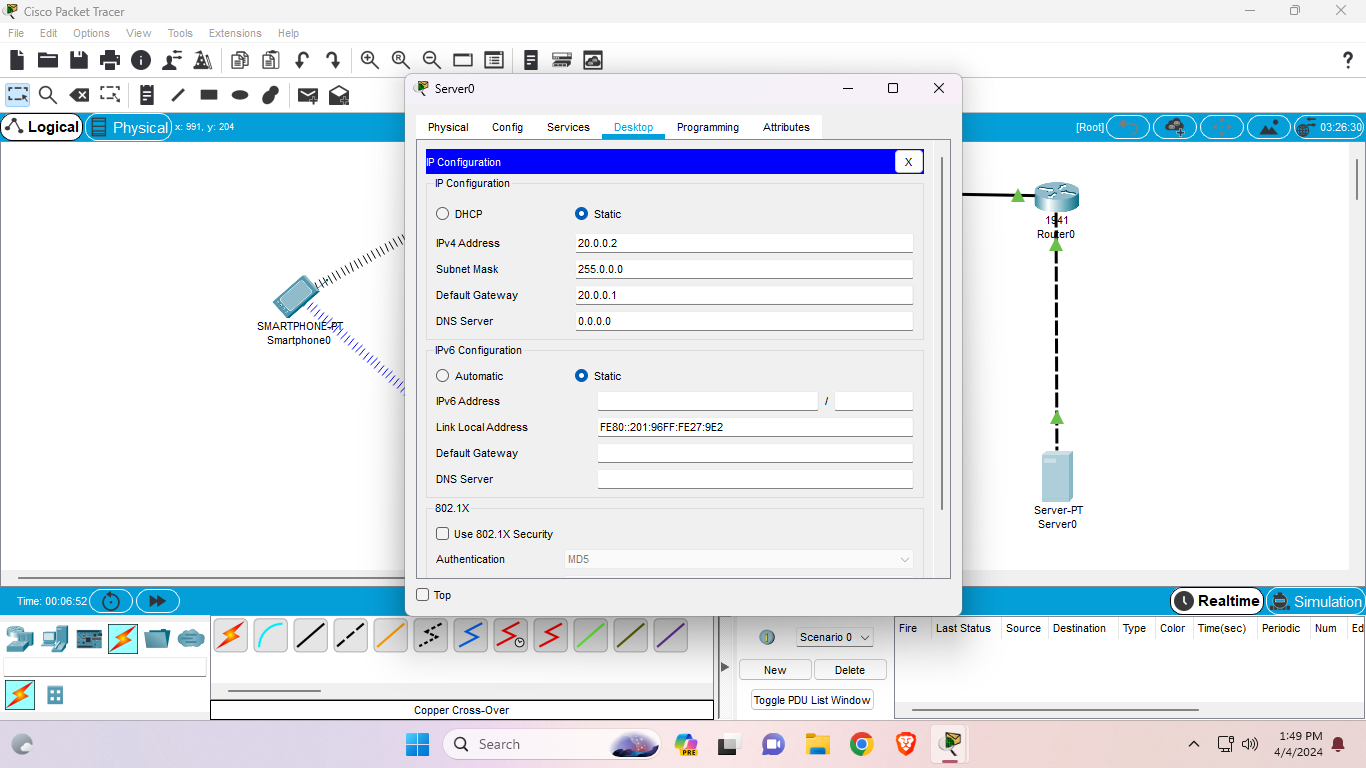 Cisco Packet Tracer
File Edit Options View Tools Extensions Help
R
?
Logical Physical x: 991, y: 204
[Root] 03:26:30
SMARTPHONE-PT
Smartphone0
1941
Router0
Server-PT
Server0
Server0
Physical Config Services Desktop Programming Attributes
IP Configuration X
IP Configuration
DHCP Static
IPv4 Address 20.0.0.2
Subnet Mask 255.0.0.0
Default Gateway 20.0.0.1
DNS Server 0.0.0.0
IPv6 Configuration
Automatic Static
IPv6 Address /
Link Local Address FE80::201:96FF:FE27:9E2
Default Gateway
DNS Server
802.1X
Use 802.1X Security
Authentication MD5
Top
Time: 00:06:52
Realtime Simulation
Copper Cross-Over
Scenario 0
New Delete
Toggle PDU List Window
Fire Last Status Source Destination Type Color Time(sec) Periodic Num Ed
Search
PRE
1:49 PM
4/4/2024